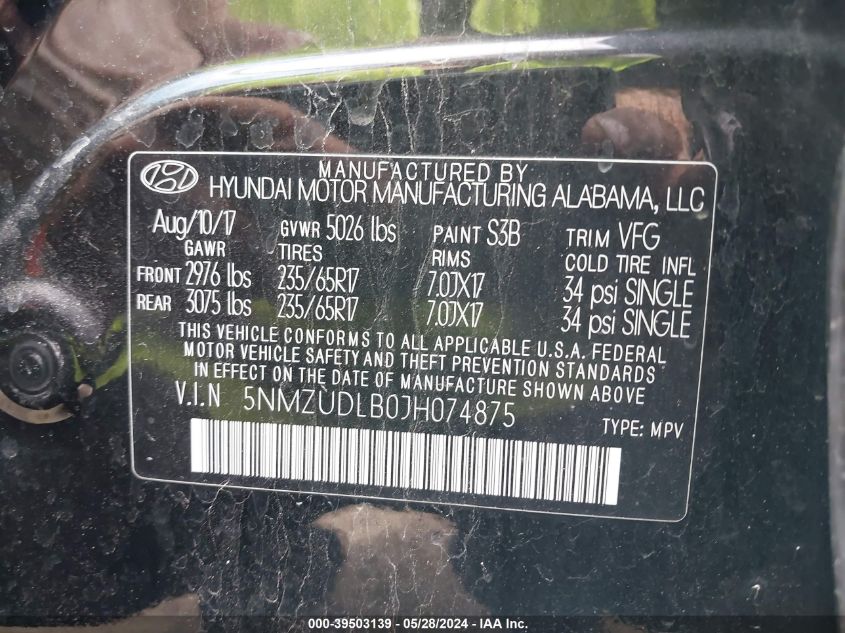 MANUFACTURED BY
HYUNDAI MOTOR MANUFACTURING ALABAMA, LLC
Aug/10/17 GVWR 5026 lbs PAINT S3B TRIM VFG
GAWR TIRES RIMS COLD TIRE INFL
FRONT 2976 lbs 235/65R17 7.0JX17 34 psi SINGLE
REAR 3075 lbs 235/65R17 7.0JX17 34 psi SINGLE
THIS VEHICLE CONFORMS TO ALL APPLICABLE U.S.A. FEDERAL
MOTOR VEHICLE SAFETY AND THEFT PREVENTION STANDARDS
IN EFFECT ON THE DATE OF MANUFACTURE SHOWN ABOVE
V.I.N 5NMZUDLB0JH074875
TYPE: MPV
000-39503139 - 05/28/2024 - IAA Inc.